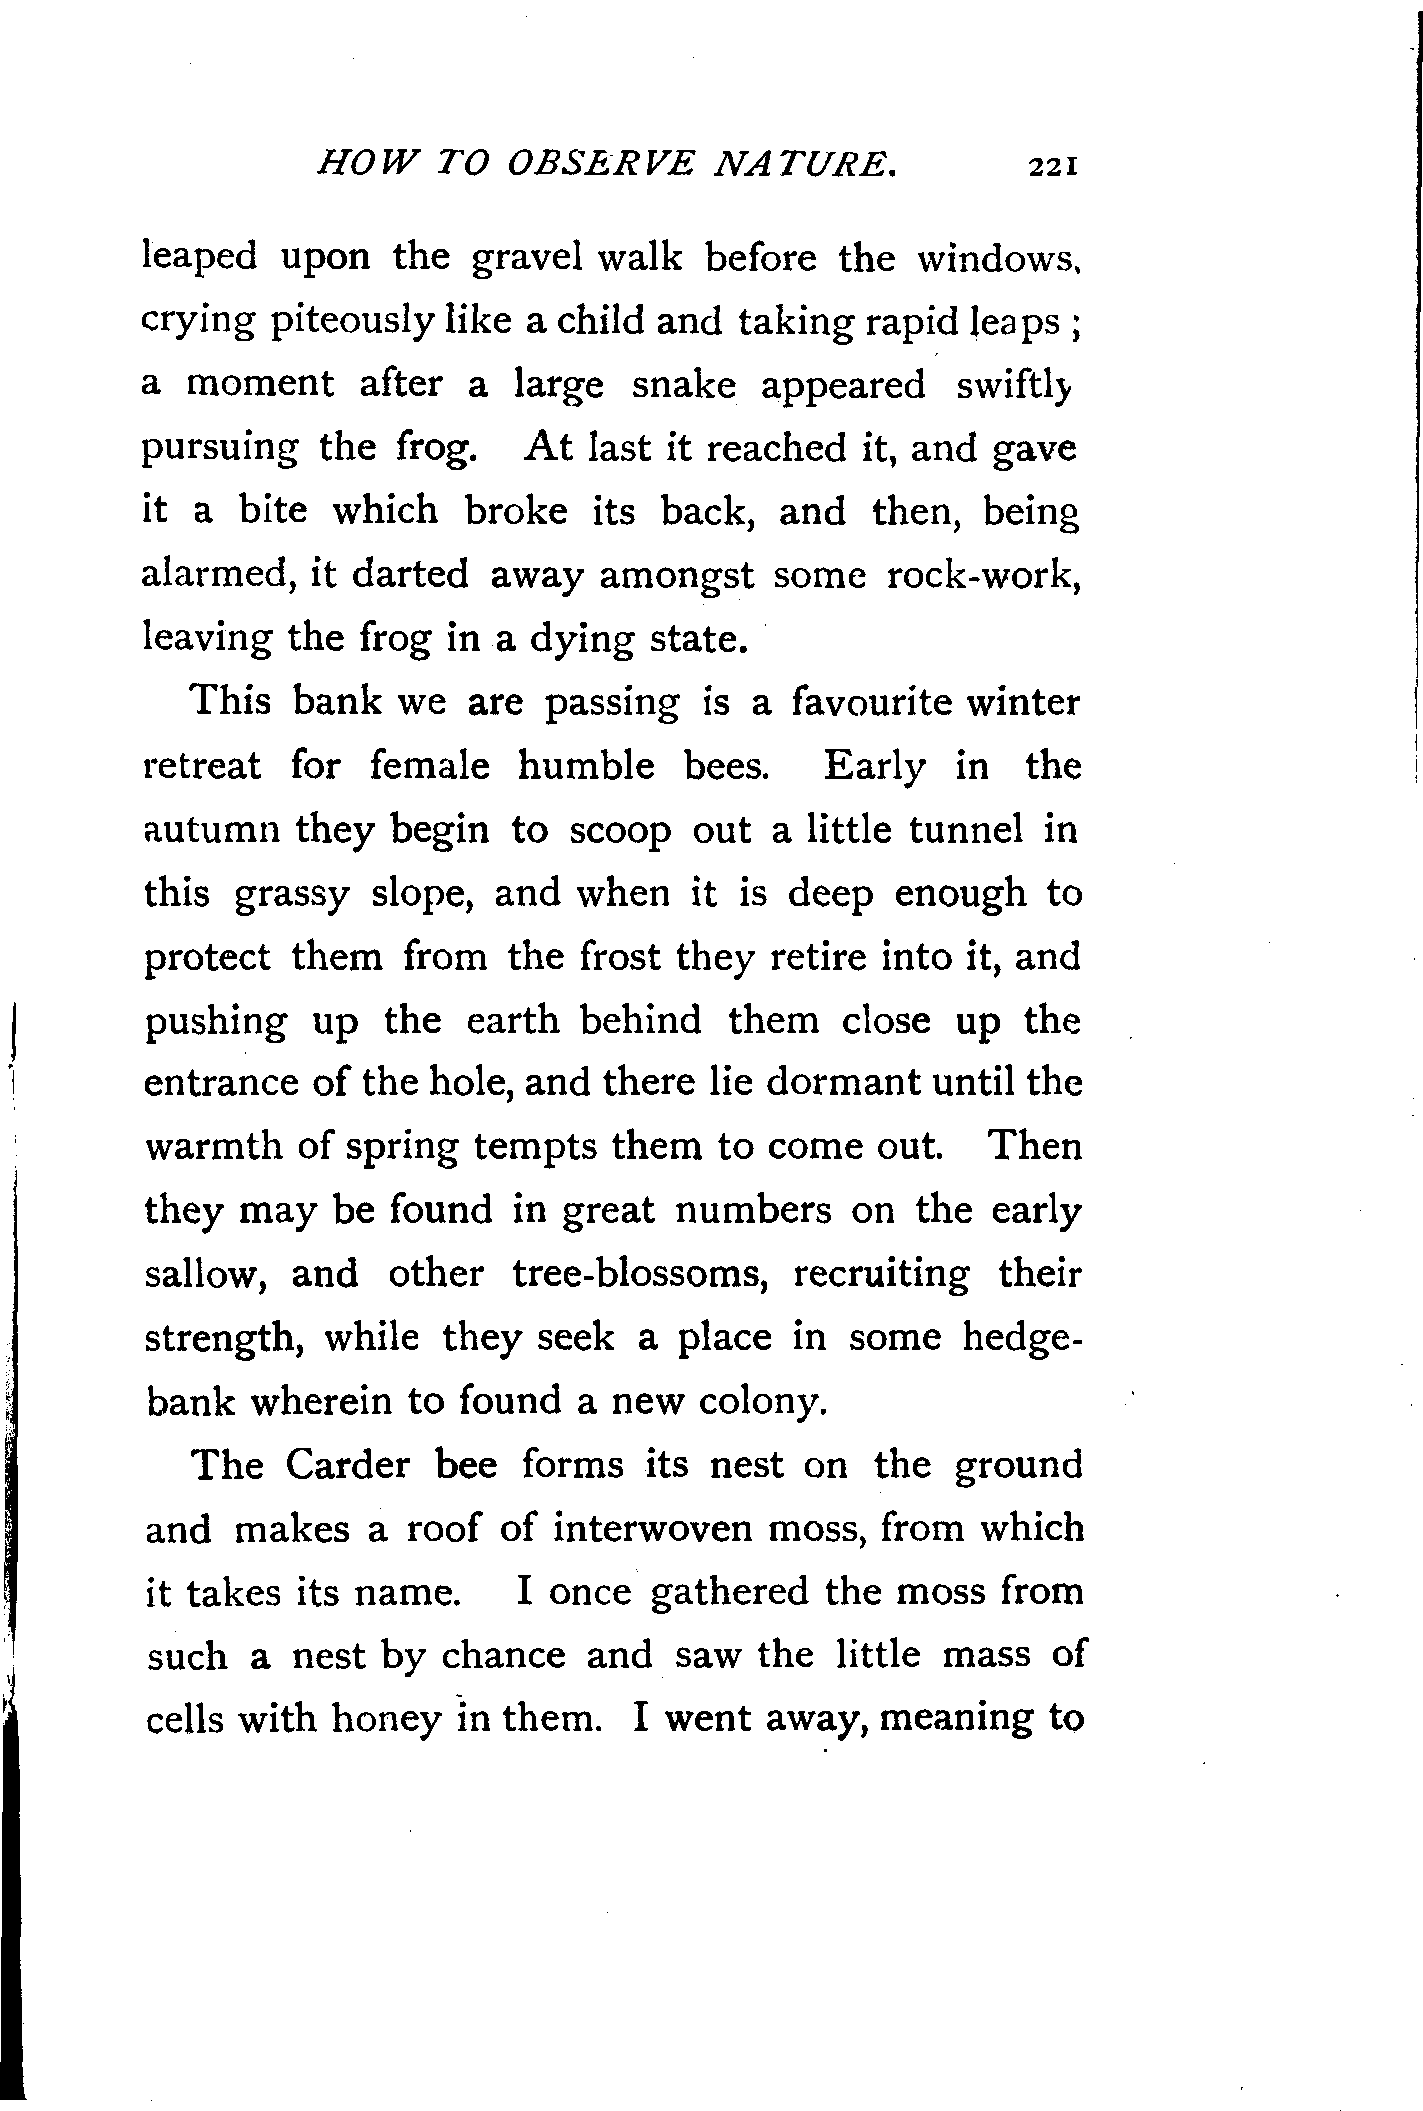 HOW TO OBSERVE NATURE. 221
leaped upon the gravel walk before the windows,
crying piteously like a child and taking rapid leaps ;
a moment after a large snake appeared swiftly
pursuing the frog. At last it reached it, and gave
it a bite which broke its back, and then, being
alarmed, it darted away amongst some rock-work,
leaving the frog in a dying state.
This bank we are passing is a favourite winter
retreat for female humble bees. Early in the
autumn they begin to scoop out a little tunnel in
this grassy slope, and when it is deep enough to
protect them from the frost they retire into it, and
pushing up the earth behind them close up the
entrance of the hole, and there lie dormant until the
warmth of spring tempts them to come out. Then
they may be found in great numbers on the early
sallow, and other tree-blossoms, recruiting their
strength, while they seek a place in some hedge-
bank wherein to found a new colony.
The Carder bee forms its nest on the ground
and makes a roof of interwoven moss, from which
it takes its name. I once gathered the moss from
such a nest by chance and saw the little mass of
cells with honey in them. I went away, meaning to